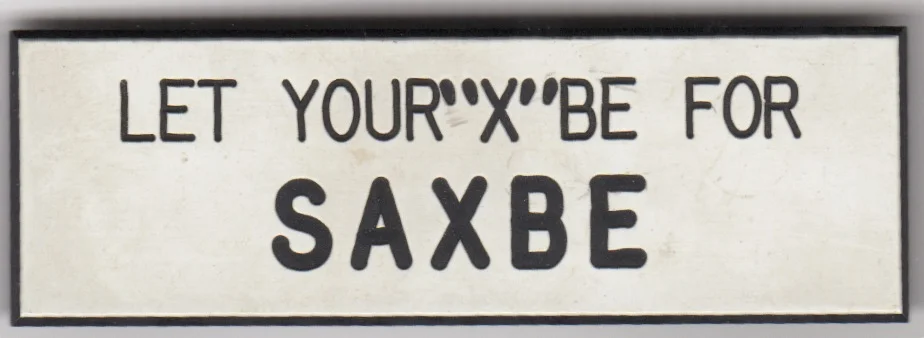 LET YOUR "X" BE FOR
SAXBE